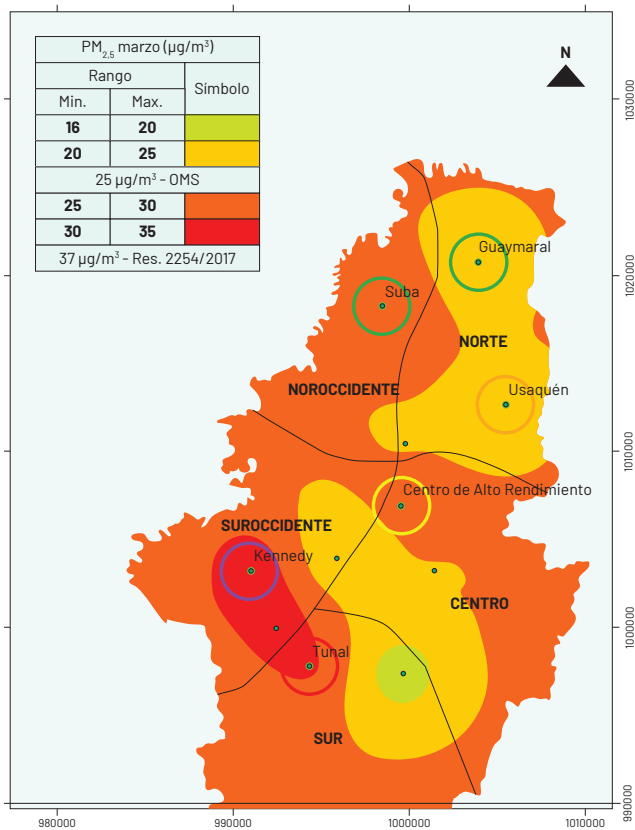 PM2,5 marzo (µg/m³)
Rango
Símbolo
Min. Max.
16 20
20 25
25 µg/m³ - OMS
25 30
30 35
37 µg/m³ - Res. 2254/2017
N
Guaymaral
Suba
NORTE
Usaquén
NOROCCIDENTE
Centro de Alto Rendimiento
SUROCCIDENTE
Kennedy
CENTRO
Tunal
SUR
1030000
1020000
1010000
1000000
990000
980000 990000 1000000 1010000